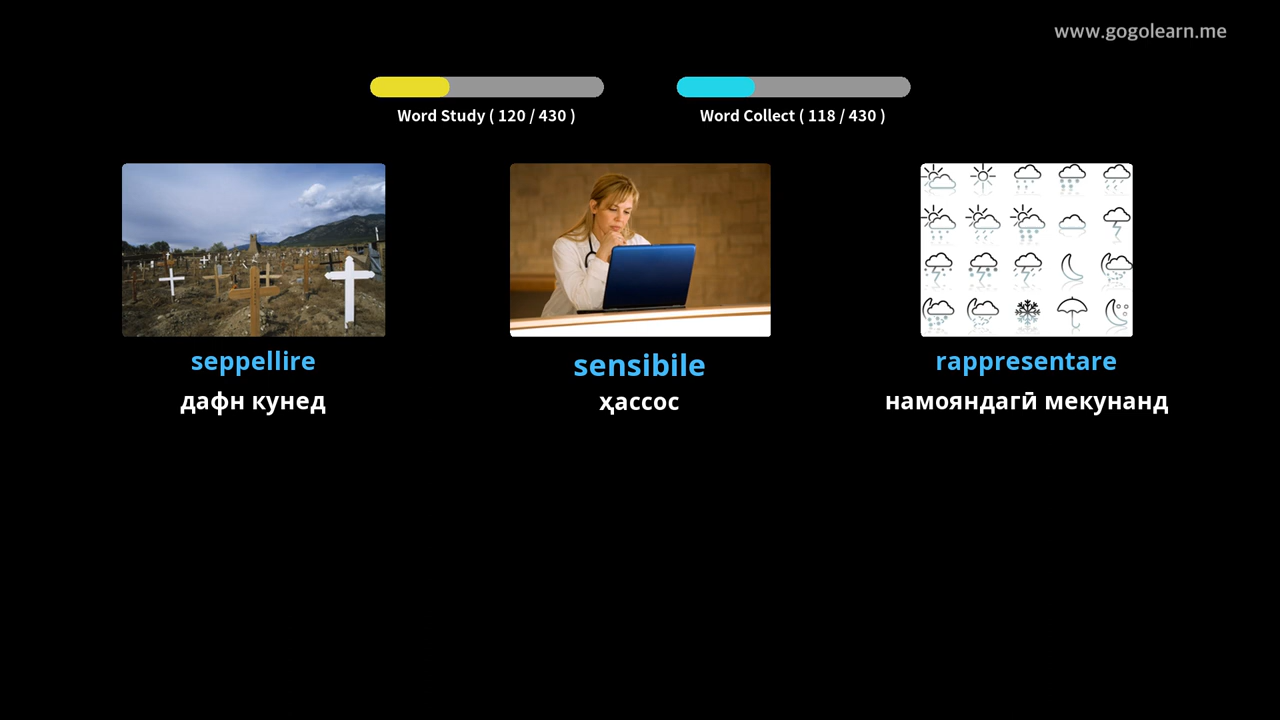 www.gogolearn.me
Word Study ( 120 / 430 )
Word Collect ( 118 / 430 )
seppellire
sensibile
rappresentare
дафн кунед
ҳассос
намояндагӣ мекунанд